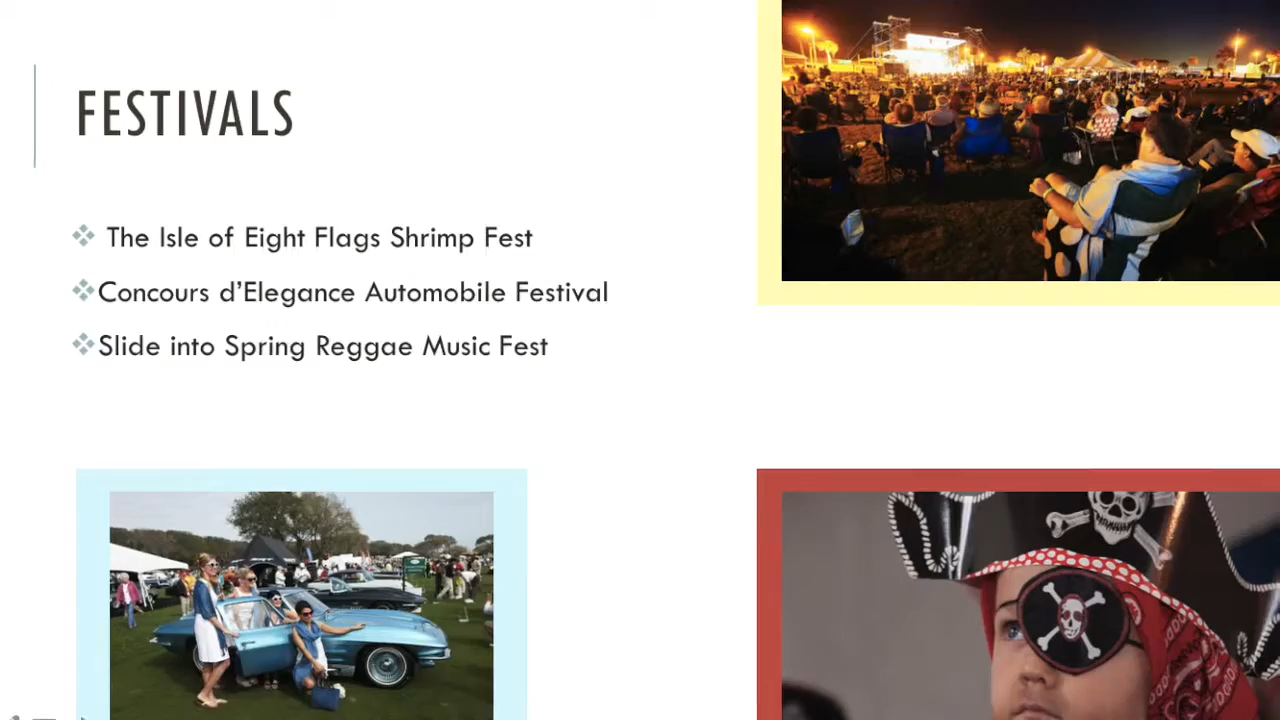 FESTIVALS
The Isle of Eight Flags Shrimp Fest
Concours d’Elegance Automobile Festival
Slide into Spring Reggae Music Fest